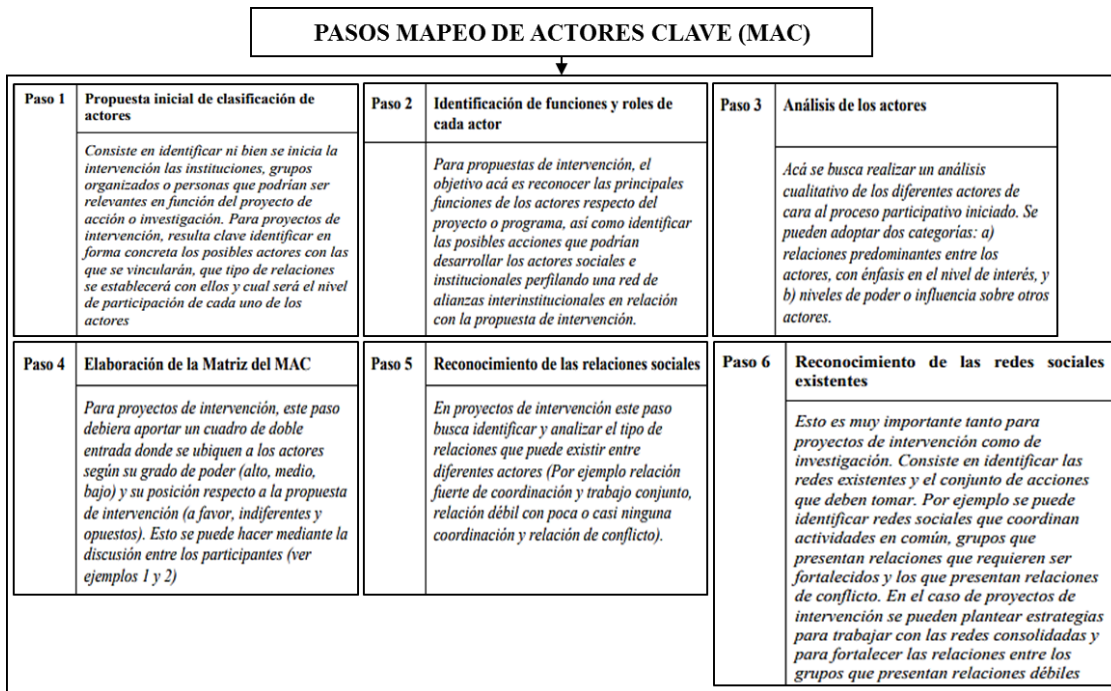 PASOS MAPEO DE ACTORES CLAVE (MAC)
Paso 1
Propuesta inicial de clasificación de
actores
Consiste en identificar ni bien se inicia la
intervención las instituciones, grupos
organizados o personas que podrían ser
relevantes en función del proyecto de
acción o investigación. Para proyectos de
intervención, resulta clave identificar en
forma concreta los posibles actores con las
que se vincularán, que tipo de relaciones
se establecerá con ellos y cual será el nivel
de participación de cada uno de los
actores
Paso 2
Identificación de funciones y roles de
cada actor
Para propuestas de intervención, el
objetivo acá es reconocer las principales
funciones de los actores respecto del
proyecto o programa, así como identificar
las posibles acciones que podrían
desarrollar los actores sociales e
institucionales perfilando una red de
alianzas interinstitucionales en relación
con la propuesta de intervención.
Paso 3
Análisis de los actores
Acá se busca realizar un análisis
cualitativo de los diferentes actores de
cara al proceso participativo iniciado. Se
pueden adoptar dos categorías: a)
relaciones predominantes entre los
actores, con énfasis en el nivel de interés, y
b) niveles de poder o influencia sobre otros
actores.
Paso 4
Elaboración de la Matriz del MAC
Para proyectos de intervención, este paso
debiera aportar un cuadro de doble
entrada donde se ubiquen a los actores
según su grado de poder (alto, medio,
bajo) y su posición respecto a la propuesta
de intervención (a favor, indiferentes y
opuestos). Esto se puede hacer mediante la
discusión entre los participantes (ver
ejemplos 1 y 2)
Paso 5
Reconocimiento de las relaciones sociales
En proyectos de intervención este paso
busca identificar y analizar el tipo de
relaciones que puede existir entre
diferentes actores (Por ejemplo relación
fuerte de coordinación y trabajo conjunto,
relación débil con poca o casi ninguna
coordinación y relación de conflicto).
Paso 6
Reconocimiento de las redes sociales
existentes
Esto es muy importante tanto para
proyectos de intervención como de
investigación. Consiste en identificar las
redes existentes y el conjunto de acciones
que deben tomar. Por ejemplo se puede
identificar redes sociales que coordinan
actividades en común, grupos que
presentan relaciones que requieren ser
fortalecidos y los que presentan relaciones
de conflicto. En el caso de proyectos de
intervención se pueden plantear estrategias
para trabajar con las redes consolidadas y
para fortalecer las relaciones entre los
grupos que presentan relaciones débiles